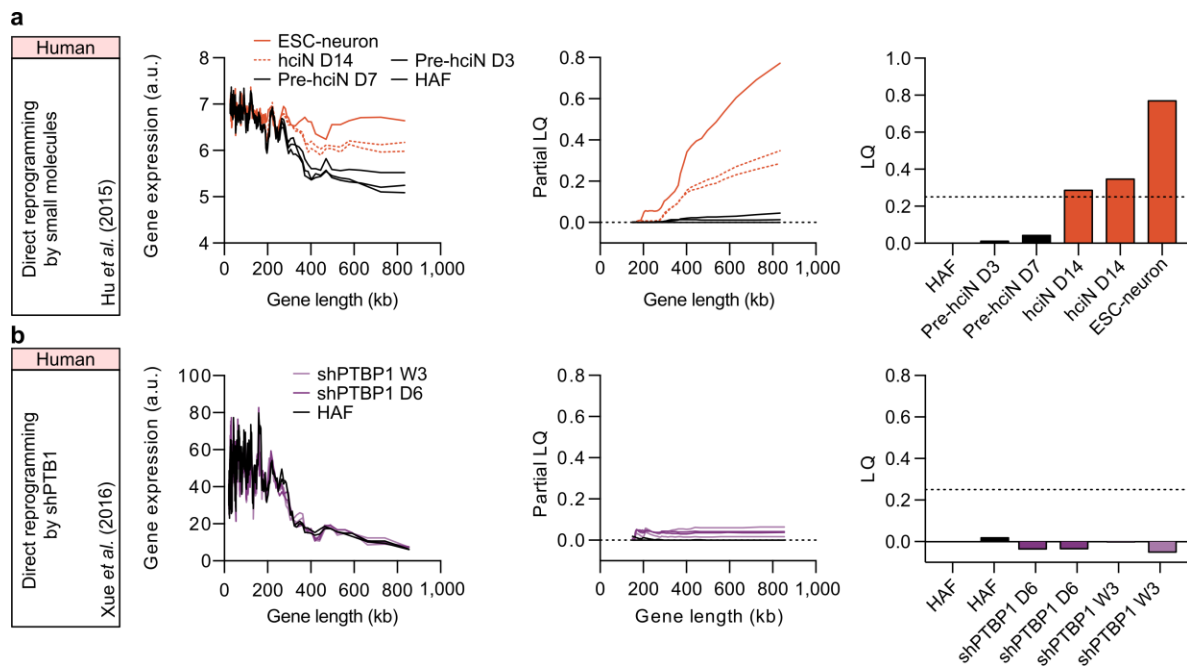 a
Human
Direct reprogramming
by small molecules
Hu et al. (2015)
Gene expression (a.u.)
8
7
6
5
4
0 200 400 600 800 1,000
Gene length (kb)
ESC-neuron
hciN D14
Pre-hciN D7
Pre-hciN D3
HAF
Partial LQ
0.8
0.6
0.4
0.2
0.0
0 200 400 600 800 1,000
Gene length (kb)
LQ
0.8
0.6
0.4
0.2
0.0
HAF
Pre-hciN D3
Pre-hciN D7
hciN D14
hciN D14
ESC-neuron
b
Human
Direct reprogramming
by shPTB1
Xue et al. (2016)
Gene expression (a.u.)
100
80
60
40
20
0
0 200 400 600 800 1,000
Gene length (kb)
shPTBP1 W3
shPTBP1 D6
HAF
Partial LQ
0.8
0.6
0.4
0.2
0.0
0 200 400 600 800 1,000
Gene length (kb)
LQ
0.8
0.6
0.4
0.2
0.0
HAF
HAF
shPTBP1 D6
shPTBP1 D6
shPTBP1 W3
shPTBP1 W3